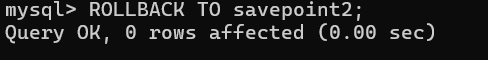 mysql> ROLLBACK TO savepoint2;
Query OK, 0 rows affected (0.00 sec)